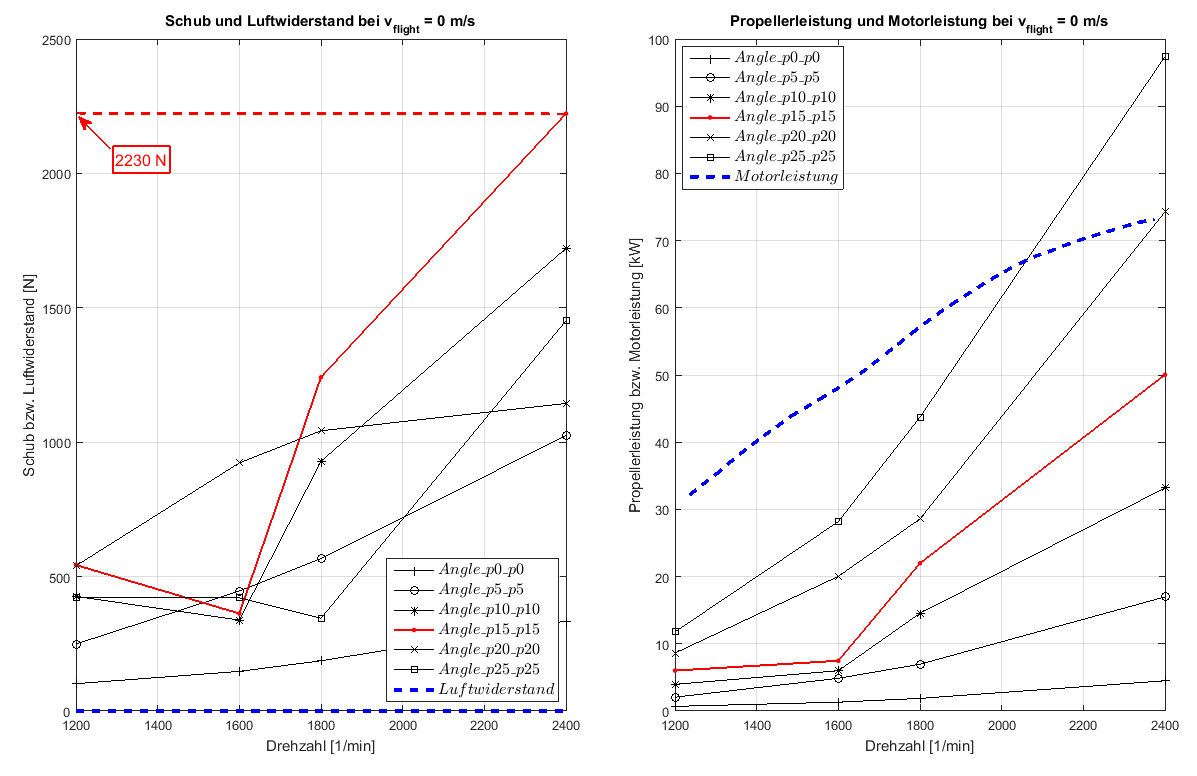 Schub und Luftwiderstand bei v_flight = 0 m/s
2500
2000
1500
1000
500
0
Schub bzw. Luftwiderstand [N]
2230 N
Angle_p0_p0
Angle_p5_p5
Angle_p10_p10
Angle_p15_p15
Angle_p20_p20
Angle_p25_p25
Luftwiderstand
1200 1400 1600 1800 2000 2200 2400
Drehzahl [1/min]
Propellerleistung und Motorleistung bei v_flight = 0 m/s
100
90
80
70
60
50
40
30
20
10
0
Propellerleistung bzw. Motorleistung [kW]
Angle_p0_p0
Angle_p5_p5
Angle_p10_p10
Angle_p15_p15
Angle_p20_p20
Angle_p25_p25
Motorleistung
1200 1400 1600 1800 2000 2200 2400
Drehzahl [1/min]